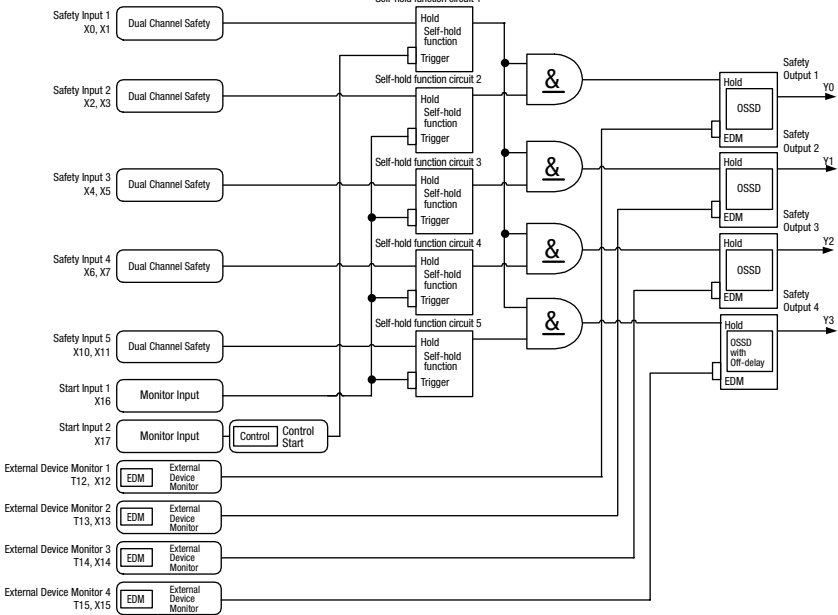 Self-hold function circuit 1
Safety Input 1
X0, X1
Dual Channel Safety
Hold
Self-hold
function
Trigger
Safety Input 2
X2, X3
Dual Channel Safety
Self-hold function circuit 2
Hold
Self-hold
function
Trigger
&
Safety
Output 1
Hold
OSSD
EDM
Y0
Safety Input 3
X4, X5
Dual Channel Safety
Self-hold function circuit 3
Hold
Self-hold
function
Trigger
&
Safety
Output 2
Hold
OSSD
EDM
Y1
Safety Input 4
X6, X7
Dual Channel Safety
Self-hold function circuit 4
Hold
Self-hold
function
Trigger
&
Safety
Output 3
Hold
OSSD
EDM
Y2
Safety Input 5
X10, X11
Dual Channel Safety
Self-hold function circuit 5
Hold
Self-hold
function
Trigger
&
Safety
Output 4
Hold
OSSD
with
Off-delay
EDM
Y3
Start Input 1
X16
Monitor Input
Start Input 2
X17
Monitor Input
Control
Control
Start
External Device Monitor 1
T12, X12
EDM
External
Device
Monitor
External Device Monitor 2
T13, X13
EDM
External
Device
Monitor
External Device Monitor 3
T14, X14
EDM
External
Device
Monitor
External Device Monitor 4
T15, X15
EDM
External
Device
Monitor